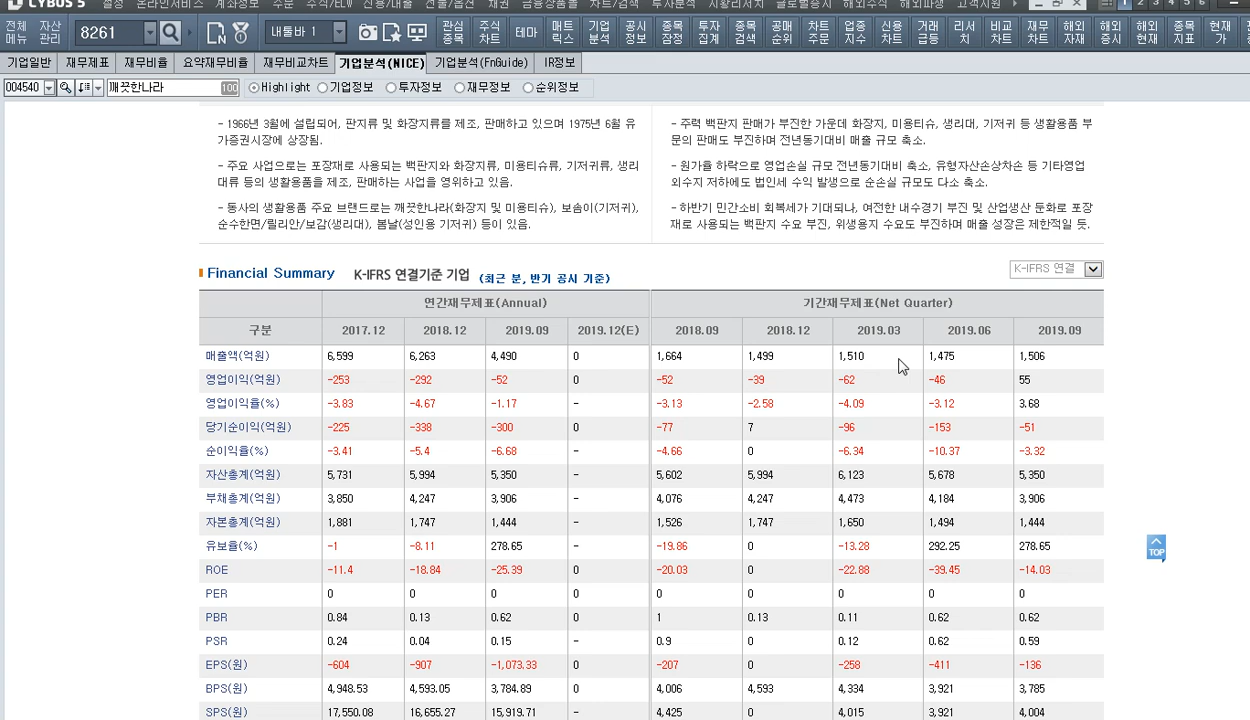 CYBOS 5
전체 메뉴 자산 관리 8261 내툴바 1 관심 종목 주식 차트 테마 매트 릭스 기업 분석 공시 정보 종목 잠정 투자 집계 종목 검색 공매 순위 차트 주문 업종 지수 신용 차트 거래 급등 리서 치 비교 차트 재무 차트 해외 자재 해외 증시 해외 현재 종목 지표 현재 가
기업일반 재무제표 재무비율 요약재무비율 재무비교차트 기업분석(NICE) 기업분석(FnGuide) IR정보
004540 깨끗한나라 100 Highlight 기업정보 투자정보 재무정보 순위정보
- 1966년 3월에 설립되어, 판지류 및 화장지류를 제조, 판매하고 있으며 1975년 6월 유
가증권시장에 상장됨.
- 주요 사업으로는 포장재로 사용되는 백판지와 화장지류, 미용티슈류, 기저귀류, 생리
대류 등의 생활용품을 제조, 판매하는 사업을 영위하고 있음.
- 동사의 생활용품 주요 브랜드로는 깨끗한나라(화장지 및 미용티슈), 보솜이(기저귀),
순수한면/릴리안/보감(생리대), 봄날(성인용 기저귀) 등이 있음.
- 주력 백판지 판매가 부진한 가운데 화장지, 미용티슈, 생리대, 기저귀 등 생활용품 부
문의 판매도 부진하며 전년동기대비 매출 규모 축소.
- 원가율 하락으로 영업손실 규모 전년동기대비 축소, 유형자산손상차손 등 기타영업
외수지 저하에도 법인세 수익 발생으로 순손실 규모도 다소 축소.
- 하반기 민간소비 회복세가 기대되나, 여전한 내수경기 부진 및 산업생산 둔화로 포장
재로 사용되는 백판지 수요 부진, 위생용지 수요도 부진하며 매출 성장은 제한적일 듯.
Financial Summary K-IFRS 연결기준 기업 (최근 분, 반기 공시 기준) K-IFRS 연결
연간재무제표(Annual) 기간재무제표(Net Quarter)
구분 2017.12 2018.12 2019.09 2019.12(E) 2018.09 2018.12 2019.03 2019.06 2019.09
매출액(억원) 6,599 6,263 4,490 0 1,664 1,499 1,510 1,475 1,506
영업이익(억원) -253 -292 -52 0 -52 -39 -62 -46 55
영업이익율(%) -3.83 -4.67 -1.17 - -3.13 -2.58 -4.09 -3.12 3.68
당기순이익(억원) -225 -338 -300 0 -77 7 -96 -153 -51
순이익율(%) -3.41 -5.4 -6.68 - -4.66 0 -6.34 -10.37 -3.32
자산총계(억원) 5,731 5,994 5,350 - 5,602 5,994 6,123 5,678 5,350
부채총계(억원) 3,850 4,247 3,906 - 4,076 4,247 4,473 4,184 3,906
자본총계(억원) 1,881 1,747 1,444 - 1,526 1,747 1,650 1,494 1,444
유보율(%) -1 -8.11 278.65 - -19.86 0 -13.28 292.25 278.65
ROE -11.4 -18.84 -25.39 0 -20.03 0 -22.88 -39.45 -14.03
PER 0 0 0 0 0 0 0 0 0
PBR 0.84 0.13 0.62 0 1 0.13 0.11 0.62 0.62
PSR 0.24 0.04 0.15 - 0.9 0 0.12 0.62 0.59
EPS(원) -604 -907 -1,073.33 0 -207 0 -258 -411 -136
BPS(원) 4,948.53 4,593.05 3,784.89 0 4,006 4,593 4,334 3,921 3,785
SPS(원) 17,550.08 16,655.27 15,919.71 - 4,425 0 4,015 3,921 4,004
TOP